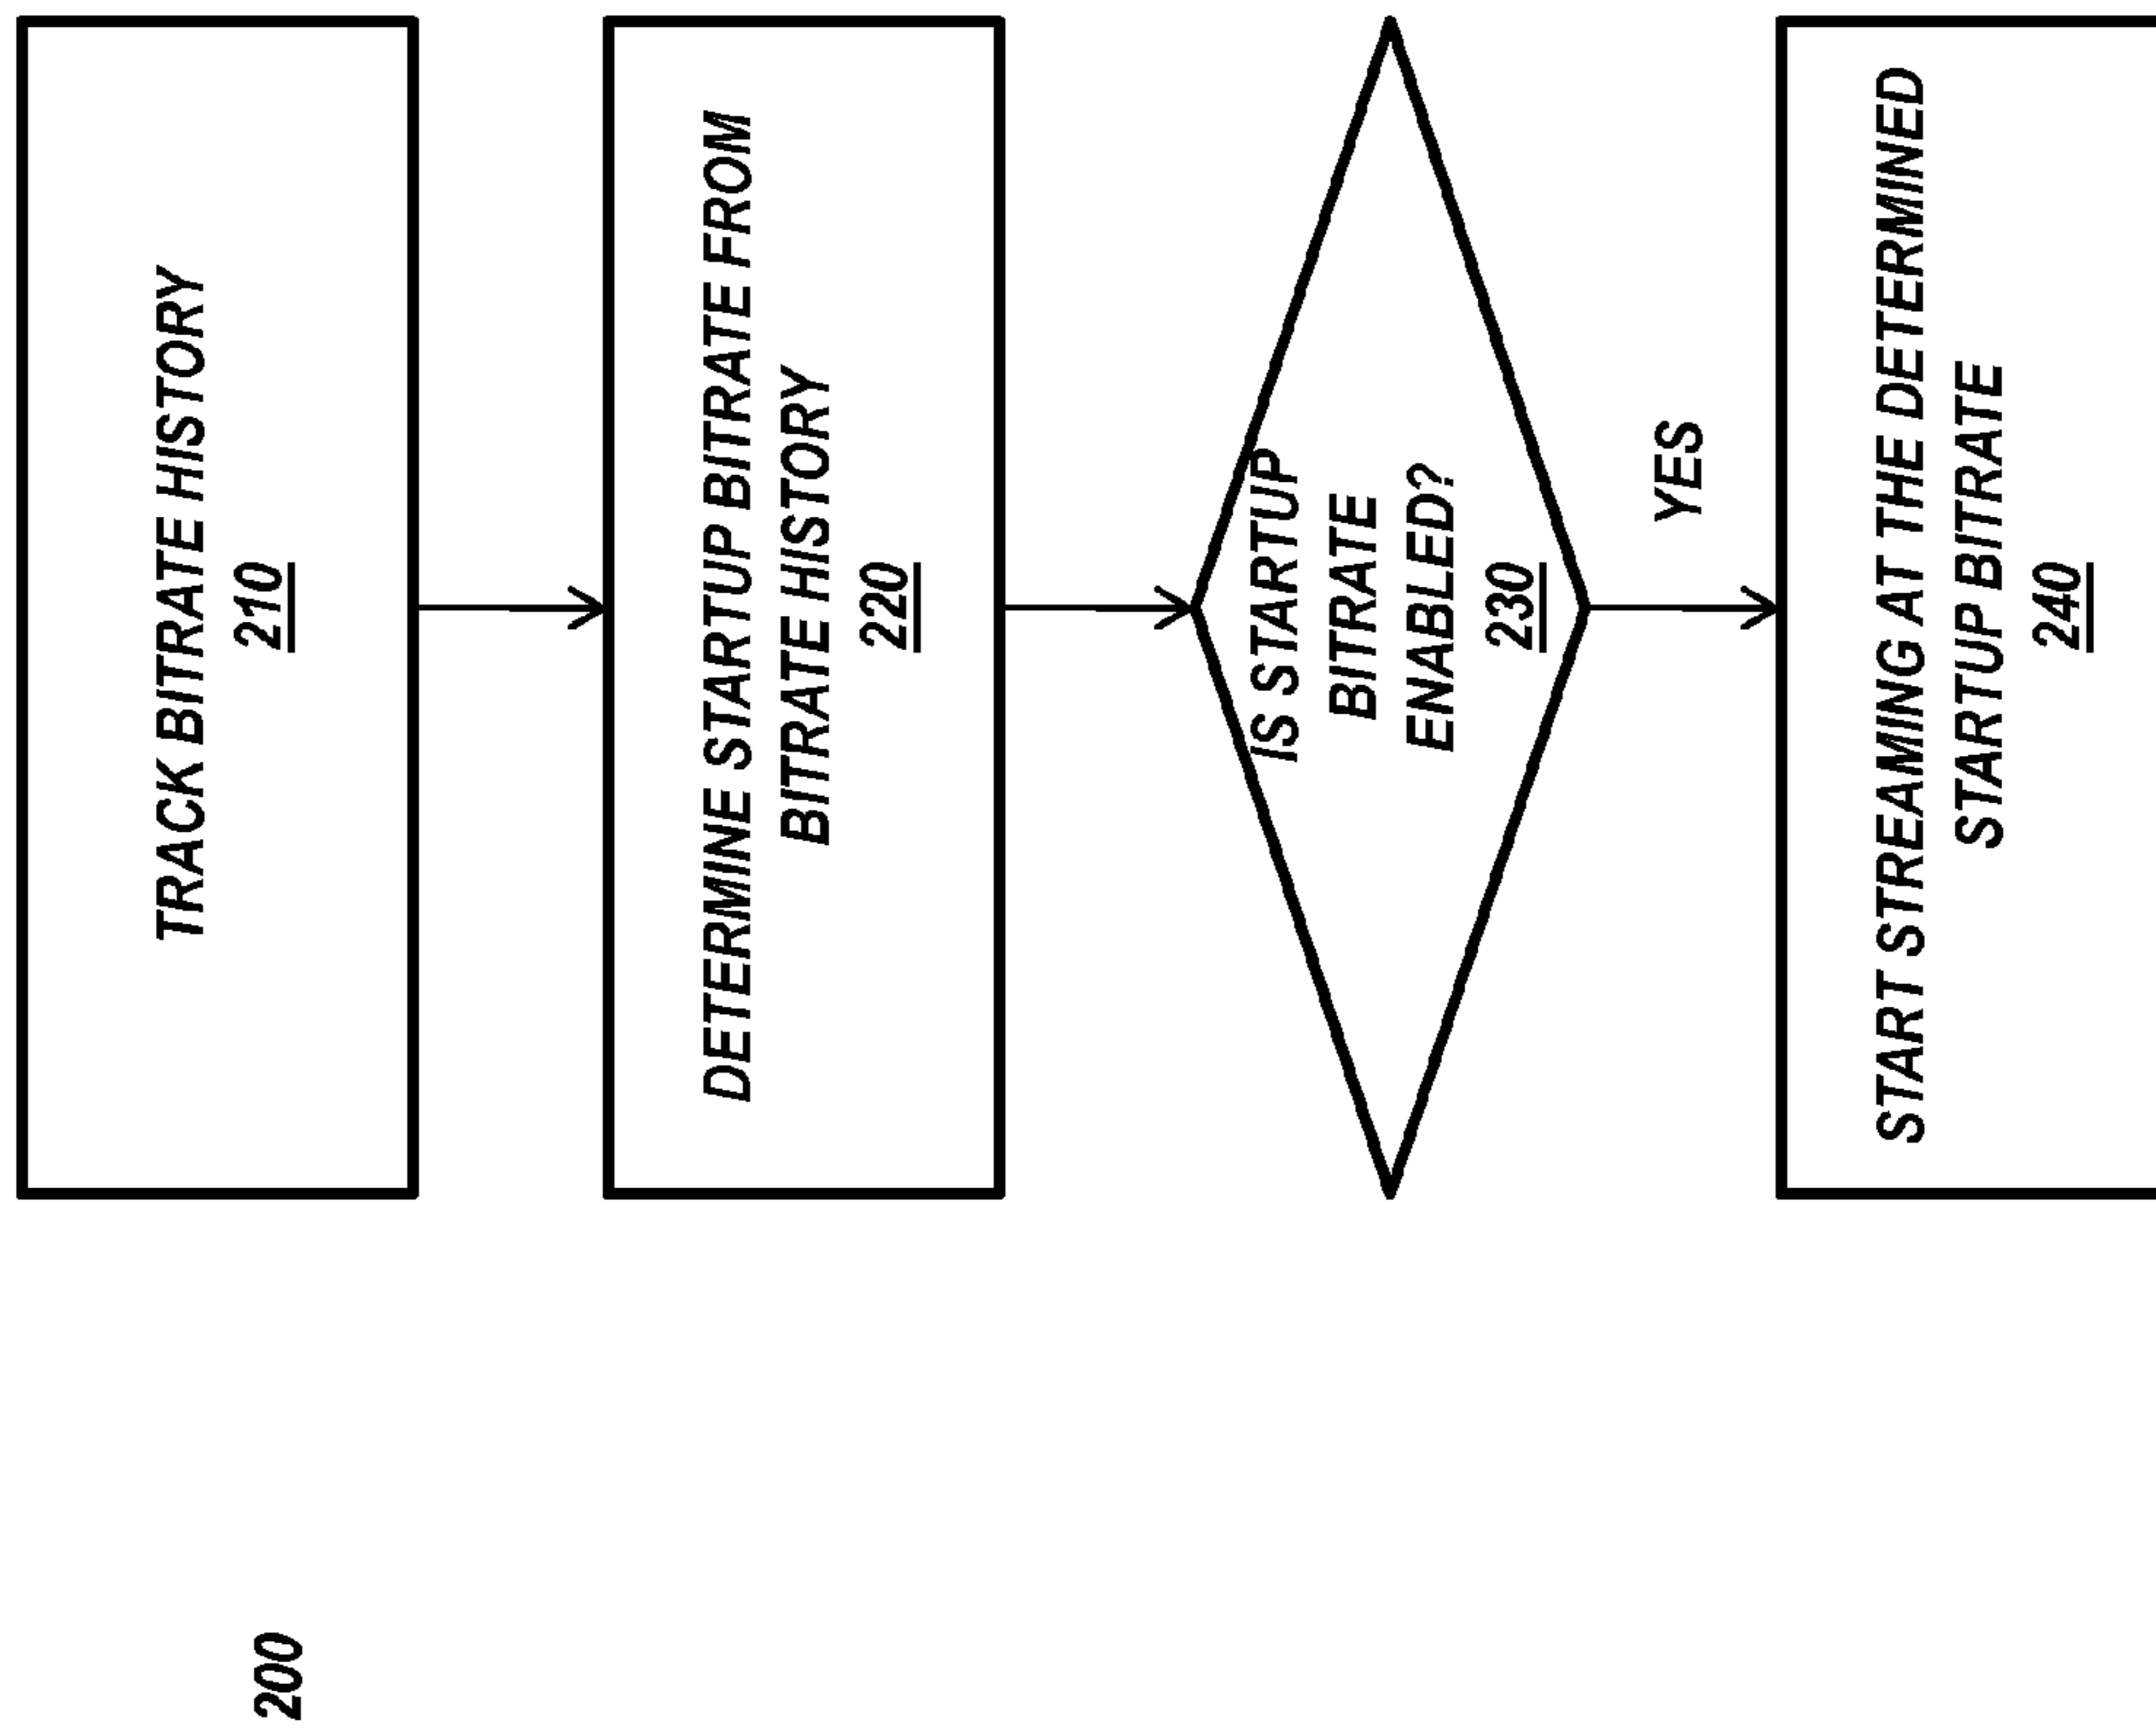 200
TRACK BITRATE HISTORY
210
DETERMINE STARTUP BITRATE FROM
BITRATE HISTORY
220
IS STARTUP
BITRATE
ENABLED?
230
YES
START STREAMING AT THE DETERMINED
STARTUP BITRATE
240